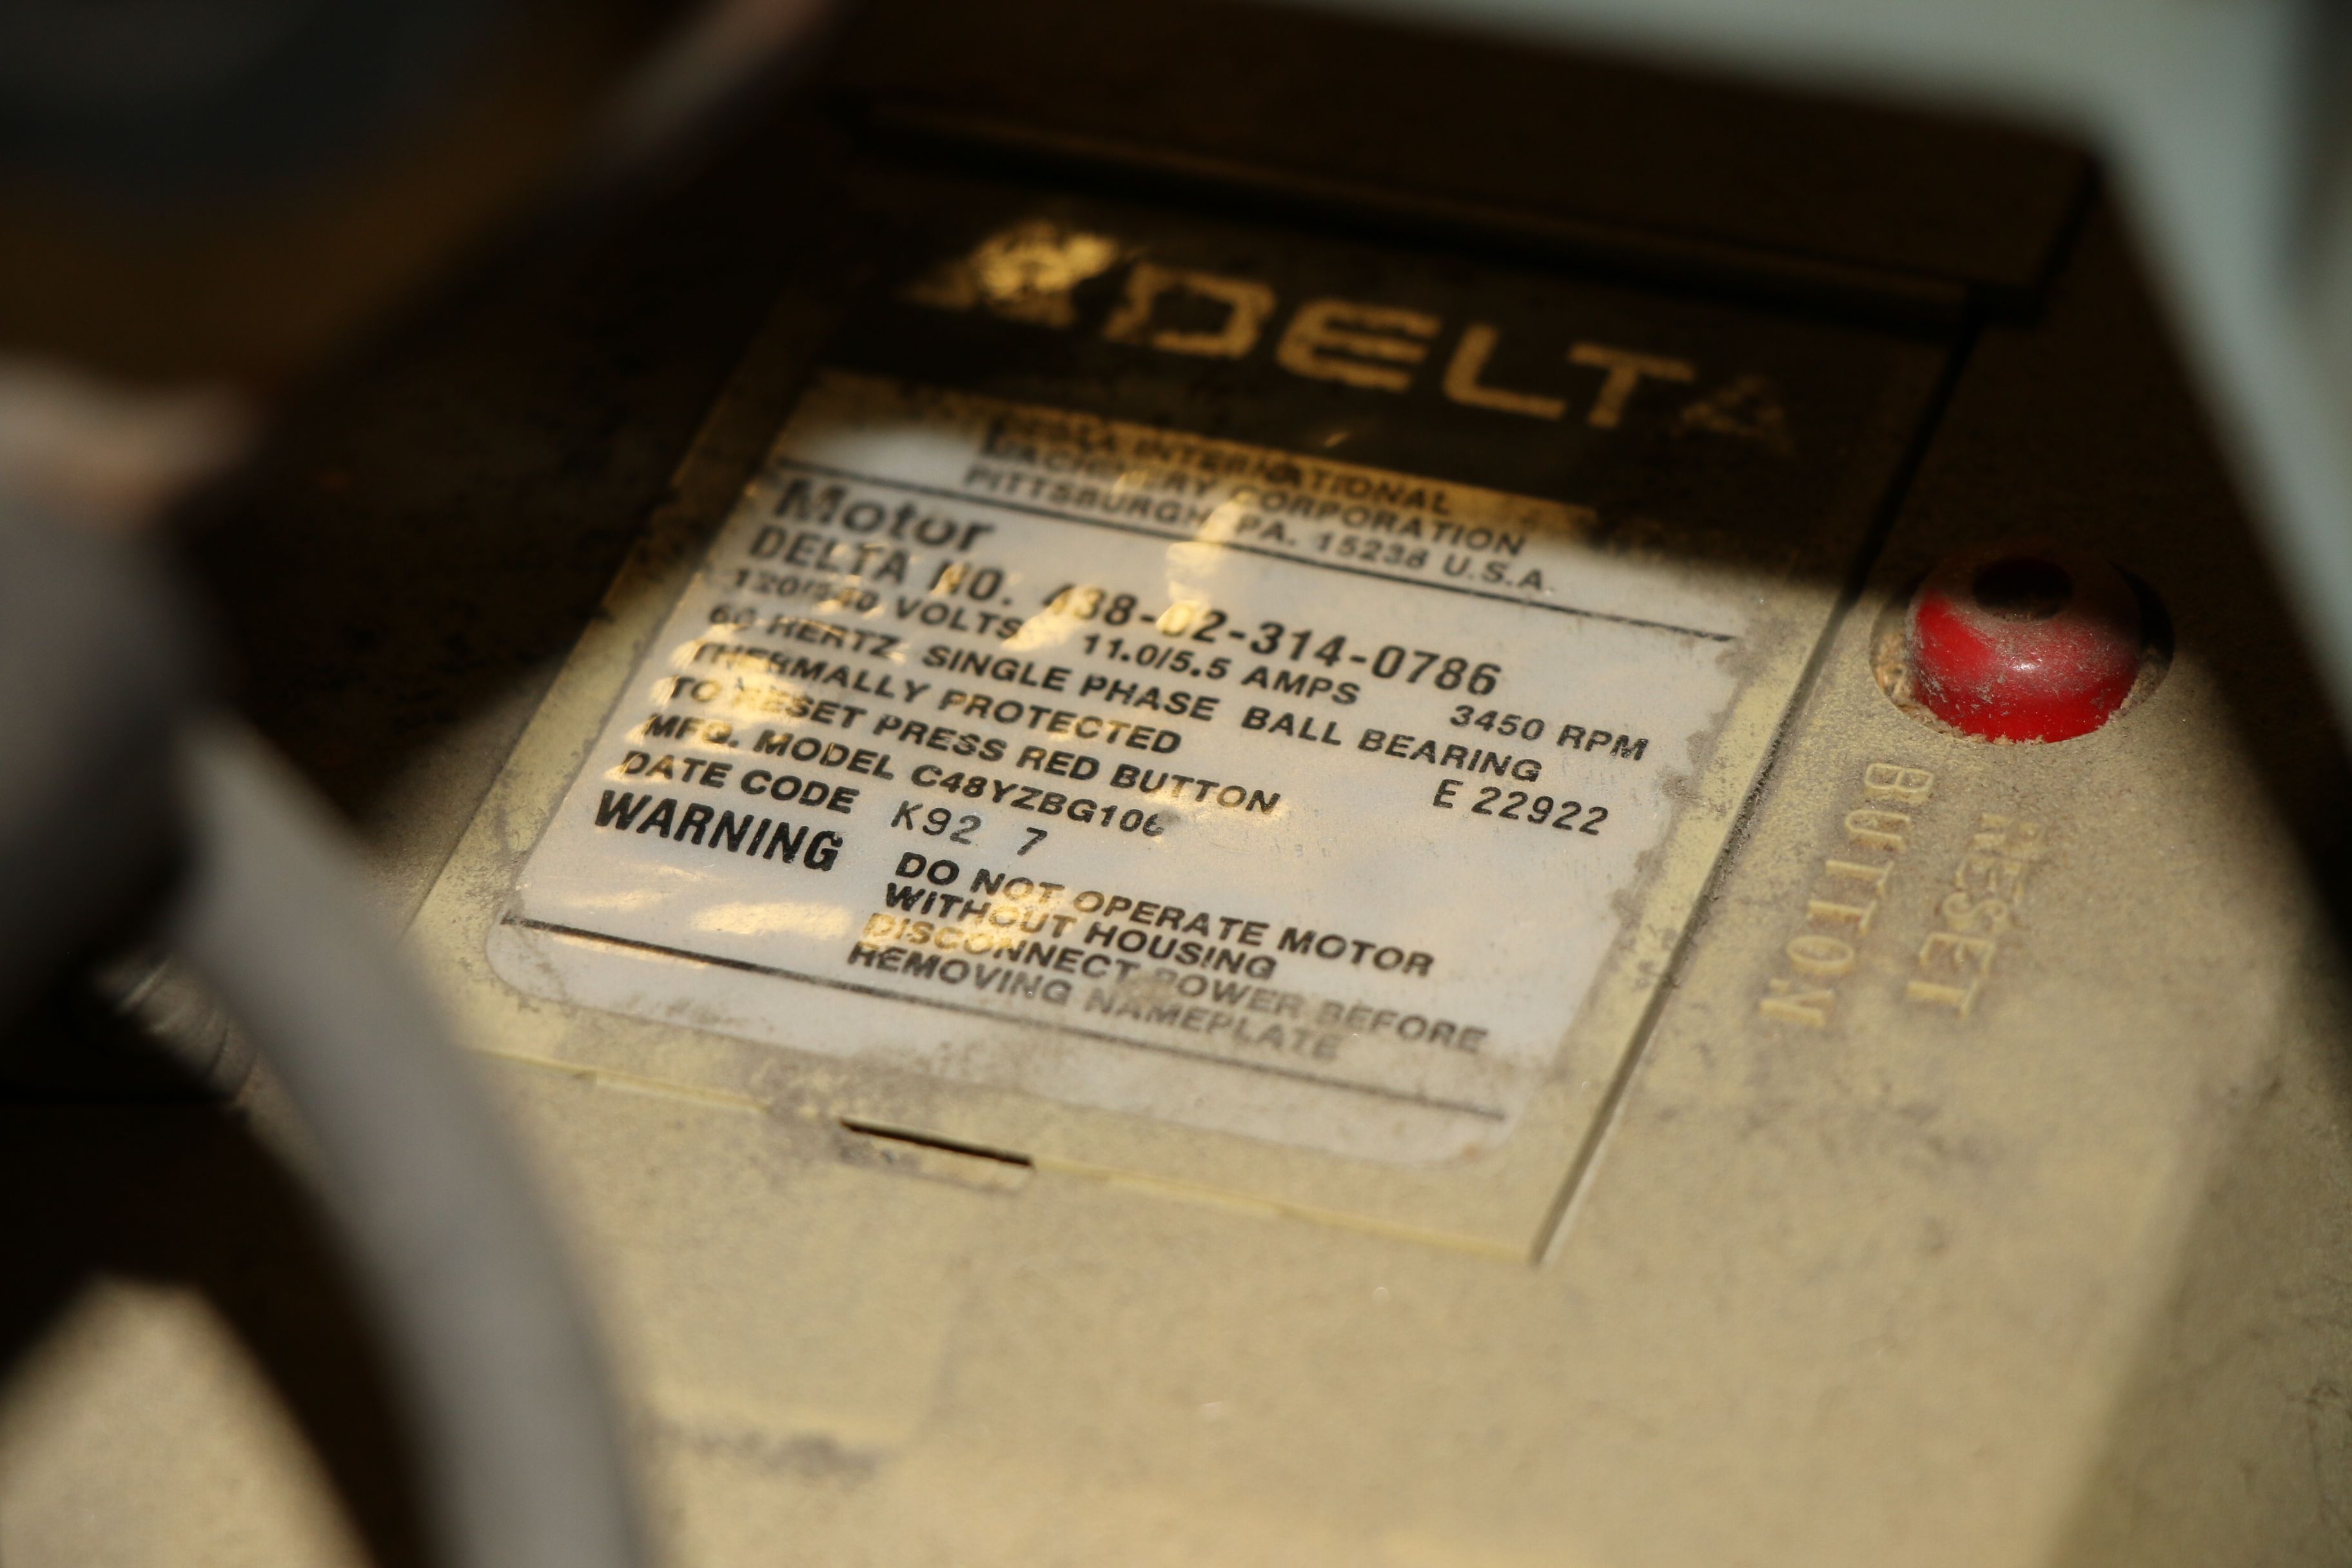 DELTA
DELTA INTERNATIONAL
MACHINERY CORPORATION
PITTSBURGH, PA. 15238 U.S.A.
Motor
DELTA NO. 438-02-314-0786
120/240 VOLTS 11.0/5.5 AMPS 3450 RPM
60 HERTZ SINGLE PHASE BALL BEARING
THERMALLY PROTECTED E 22922
TO RESET PRESS RED BUTTON
MFG. MODEL C48YZBG106
DATE CODE K92 7
WARNING DO NOT OPERATE MOTOR
WITHOUT HOUSING
DISCONNECT POWER BEFORE
REMOVING NAMEPLATE
RESET
BUTTON